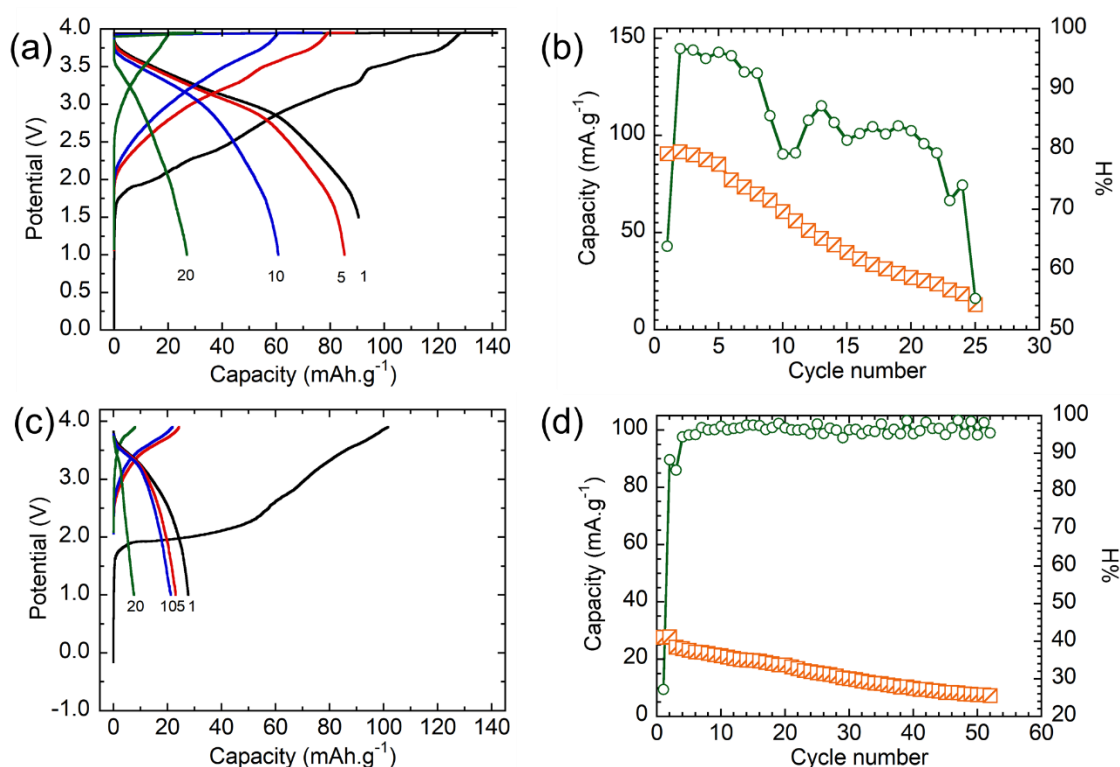 (a)
Potential (V)
4.0
3.5
3.0
2.5
2.0
1.5
1.0
0.5
0.0
20
10
5
1
0 20 40 60 80 100 120 140
Capacity (mAh.g⁻¹)
(b)
Capacity (mA.g⁻¹)
150
100
50
0
100
90
80
70
60
50
H%
0 5 10 15 20 25 30
Cycle number
(c)
Potential (V)
4.0
3.0
2.0
1.0
0.0
-1.0
20
10 5 1
0 20 40 60 80 100 120 140
Capacity (mAh.g⁻¹)
(d)
Capacity (mA.g⁻¹)
100
80
60
40
20
0
100
90
80
70
60
50
40
30
20
H%
0 10 20 30 40 50 60
Cycle number